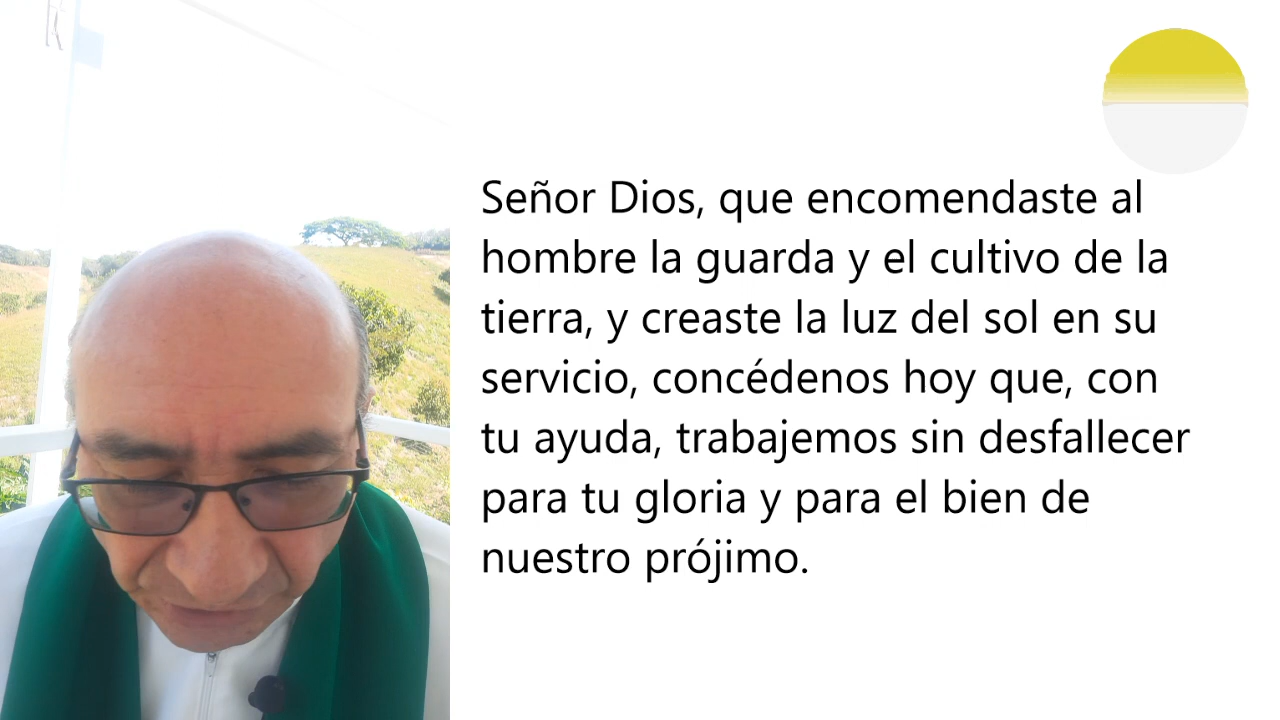 Señor Dios, que encomendaste al
hombre la guarda y el cultivo de la
tierra, y creaste la luz del sol en su
servicio, concédenos hoy que, con
tu ayuda, trabajemos sin desfallecer
para tu gloria y para el bien de
nuestro prójimo.